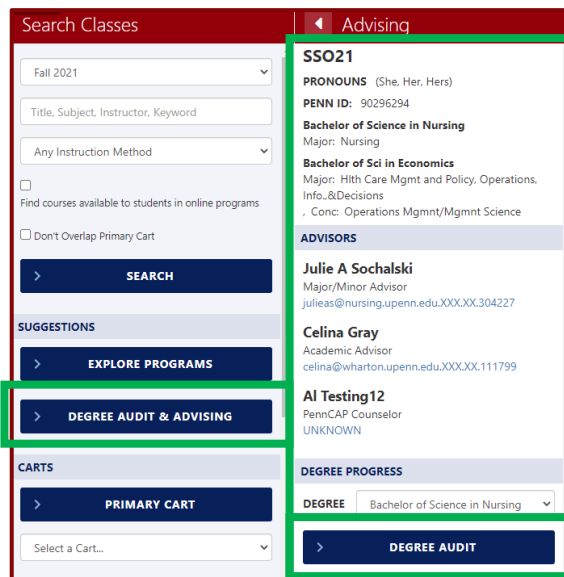 Search Classes
Fall 2021
Title, Subject, Instructor, Keyword
Any Instruction Method
Find courses available to students in online programs
Don't Overlap Primary Cart
SEARCH
SUGGESTIONS
EXPLORE PROGRAMS
DEGREE AUDIT & ADVISING
CARTS
PRIMARY CART
Select a Cart...
Advising
SSO21
PRONOUNS (She, Her, Hers)
PENN ID: 90296294
Bachelor of Science in Nursing
Major: Nursing
Bachelor of Sci in Economics
Major: Hlth Care Mgmt and Policy, Operations,
Info.,&Decisions
, Conc: Operations Mgmnt/Mgmnt Science
ADVISORS
Julie A Sochalski
Major/Minor Advisor
julieas@nursing.upenn.edu.XXX.XX.304227
Celina Gray
Academic Advisor
celina@wharton.upenn.edu.XXX.XX.111799
Al Testing12
PennCAP Counselor
UNKNOWN
DEGREE PROGRESS
DEGREE Bachelor of Science in Nursing
DEGREE AUDIT